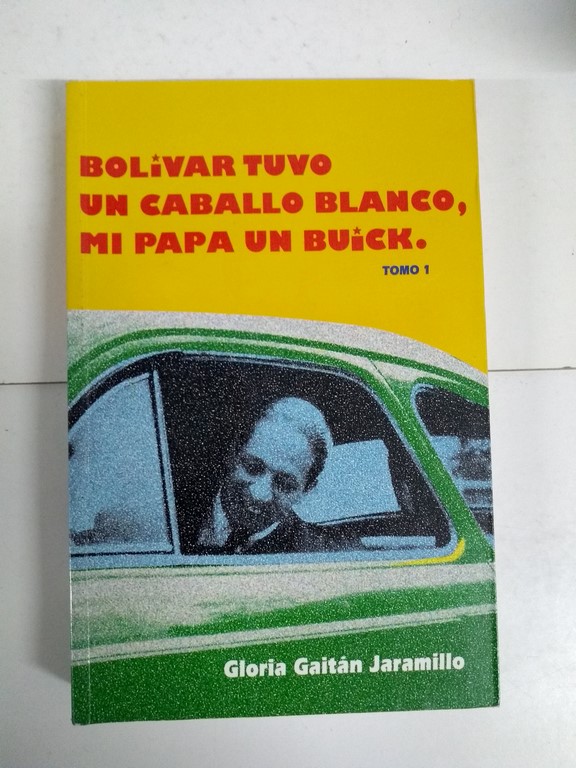 BOLiVAR TUVO
UN CABALLO BLANCO,
MI PAPA UN BUiCK.
TOMO 1
Gloria Gaitán Jaramillo